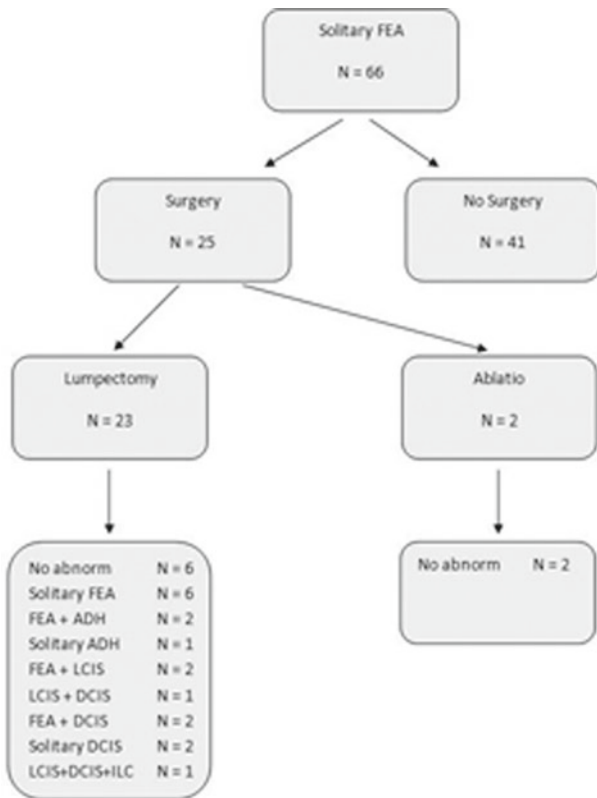 Solitary FEA
N = 66
Surgery
N = 25
No Surgery
N = 41
Lumpectomy
N = 23
Ablatio
N = 2
No abnorm N = 6
Solitary FEA N = 6
FEA + ADH N = 2
Solitary ADH N = 1
FEA + LCIS N = 2
LCIS + DCIS N = 1
FEA + DCIS N = 2
Solitary DCIS N = 2
LCIS+DCIS+ILC N = 1
No abnorm N = 2